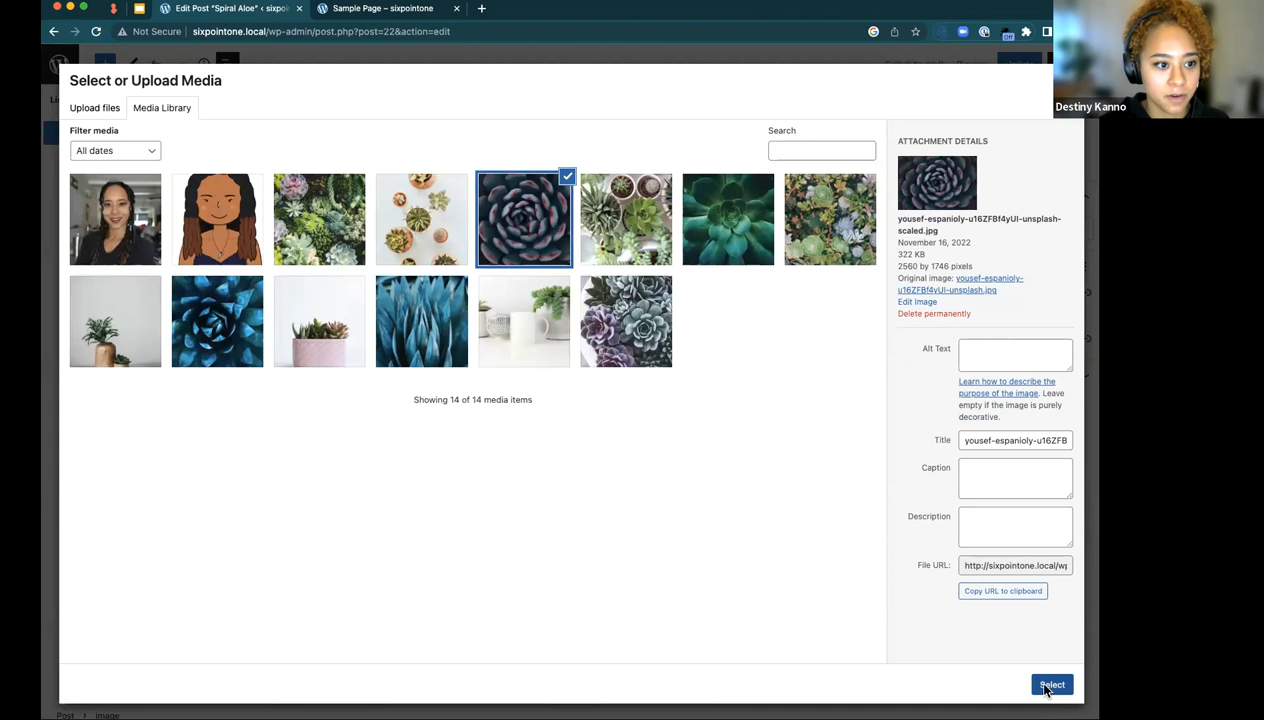 Edit Post “Spiral Aloe” ‹ sixpoi
Sample Page – sixpointone
Not Secure
sixpointone.local/wp-admin/post.php?post=22&action=edit
Off
Destiny Kanno
Select or Upload Media
Upload files
Media Library
Filter media
All dates
Search
ATTACHMENT DETAILS
yousef-espanioly-u16ZFBf4yUI-unsplash-
scaled.jpg
November 16, 2022
322 KB
2560 by 1746 pixels
Original image: yousef-espanioly-
u16ZFBf4yUI-unsplash.jpg
Edit Image
Delete permanently
Alt Text
Learn how to describe the
purpose of the image. Leave
empty if the image is purely
decorative.
Title
yousef-espanioly-u16ZFB
Caption
Description
File URL:
http://sixpointone.local/wp
Copy URL to clipboard
Showing 14 of 14 media items
Select
Post › Image